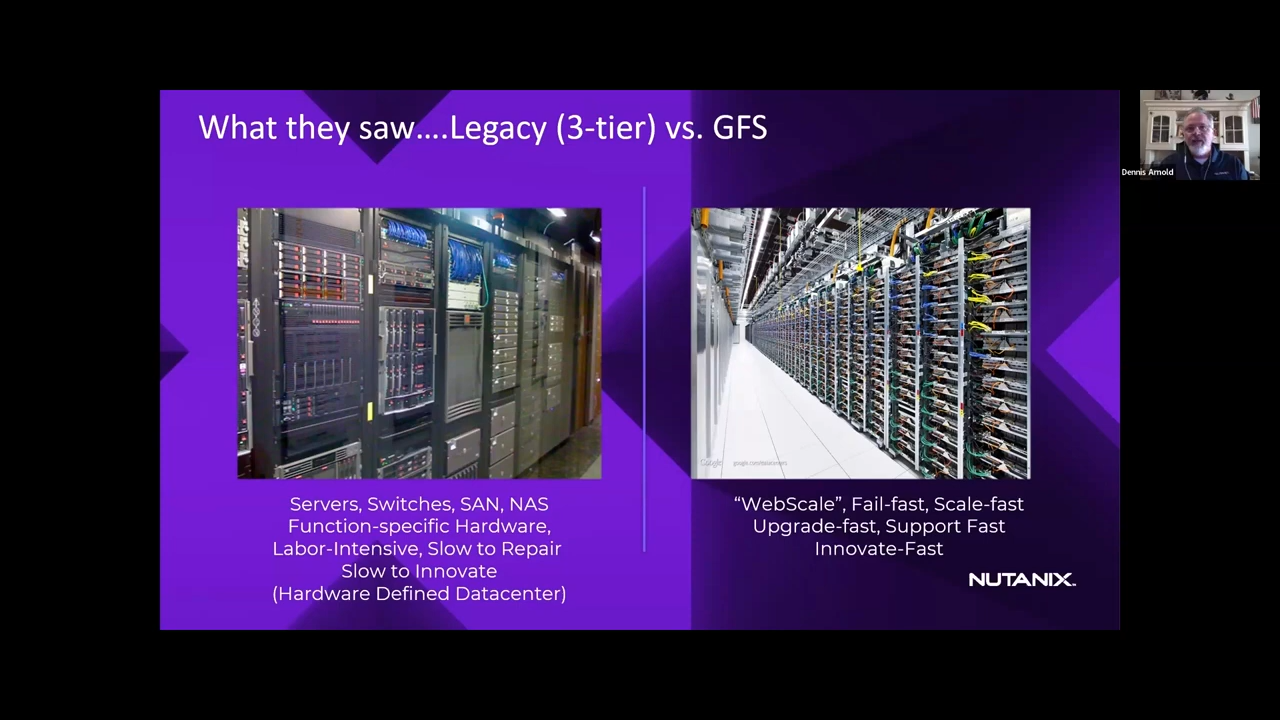 What they saw....Legacy (3-tier) vs. GFS
Dennis Arnold
Google
Servers, Switches, SAN, NAS
Function-specific Hardware,
Labor-Intensive, Slow to Repair
Slow to Innovate
(Hardware Defined Datacenter)
“WebScale”, Fail-fast, Scale-fast
Upgrade-fast, Support Fast
Innovate-Fast
NUTANIX